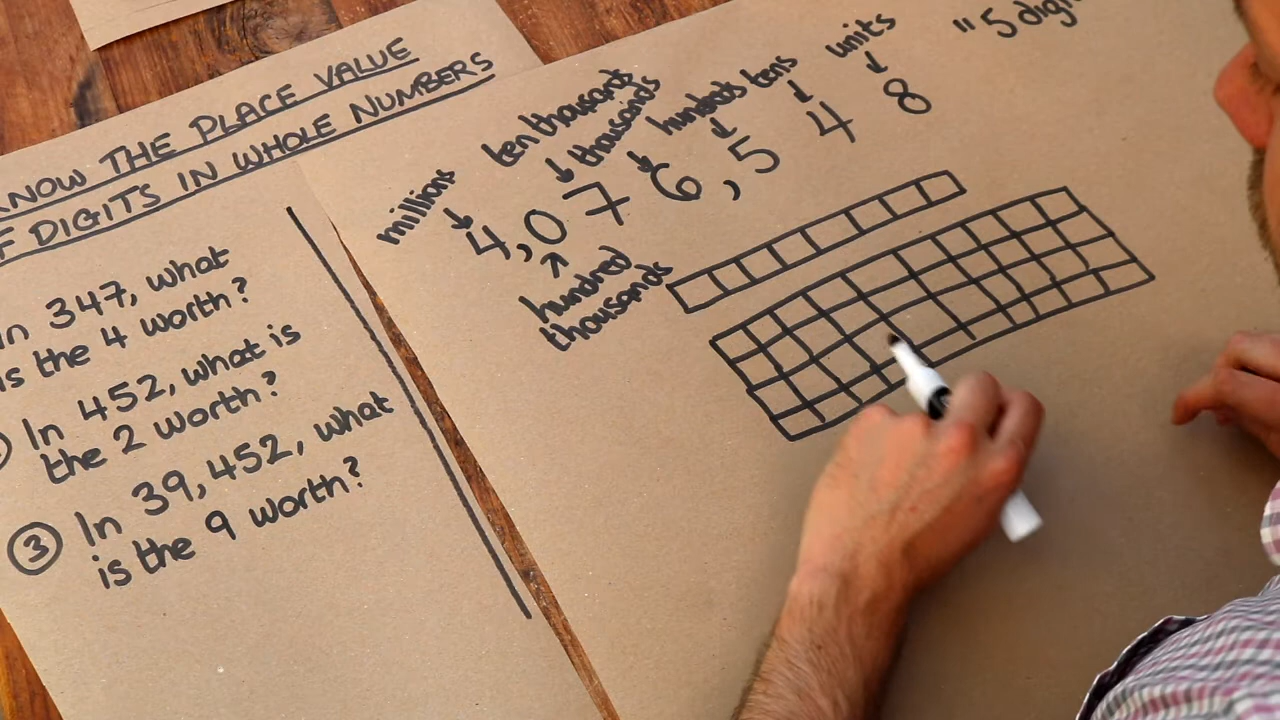 KNOW THE PLACE VALUE
OF DIGITS IN WHOLE NUMBERS
In 347, what
is the 4 worth?
In 452, what is
the 2 worth?
3 In 39,452, what
is the 9 worth?
millions
ten thousands
thousands
hundreds
tens
units
4,076,548
hundred
thousands
"5 digit